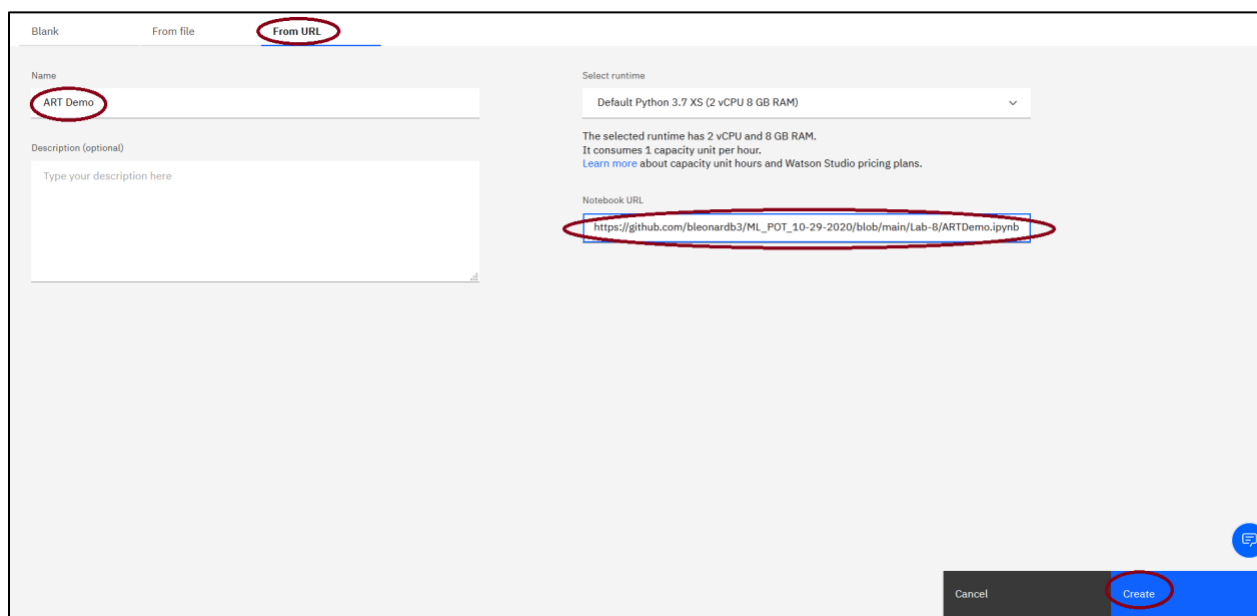 Blank
From file
From URL
Name
ART Demo
Description (optional)
Type your description here
Select runtime
Default Python 3.7 XS (2 vCPU 8 GB RAM)
The selected runtime has 2 vCPU and 8 GB RAM.
It consumes 1 capacity unit per hour.
Learn more about capacity unit hours and Watson Studio pricing plans.
Notebook URL
https://github.com/bleonardb3/ML_POT_10-29-2020/blob/main/Lab-8/ARTDemo.ipynb
Cancel
Create